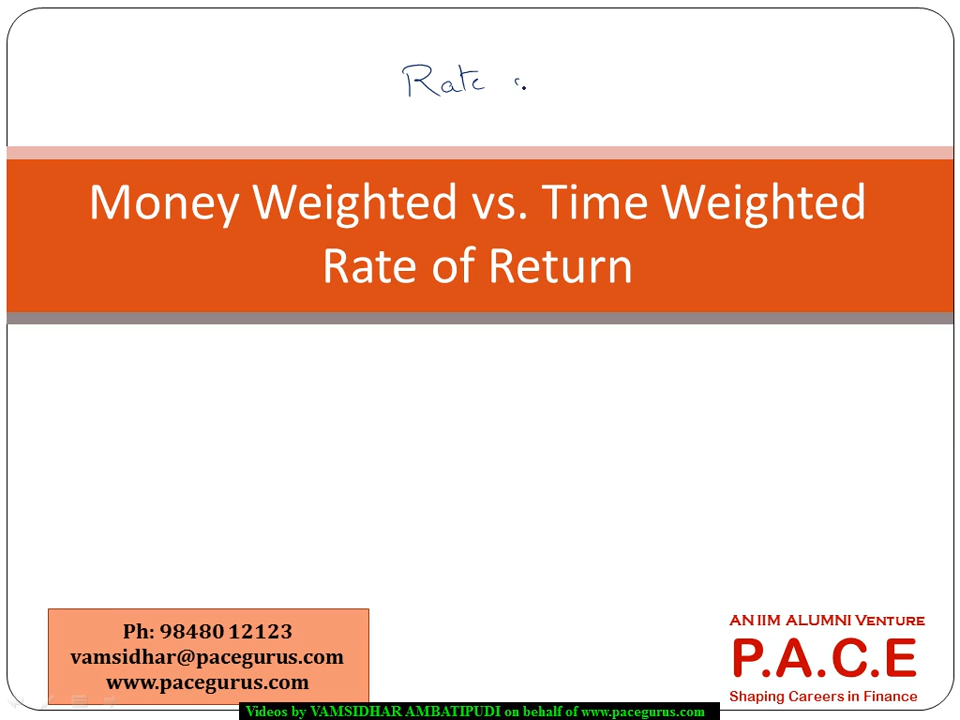 Rate
Money Weighted vs. Time Weighted
Rate of Return
Ph: 98480 12123
vamsidhar@pacegurus.com
www.pacegurus.com
AN IIM ALUMNI VENTURE
P.A.C.E
Shaping Careers in Finance
Videos by VAMSIDHAR AMBATIPUDI on behalf of www.pacegurus.com